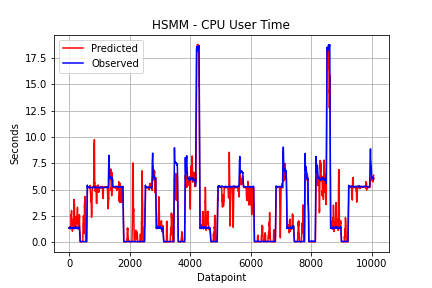 HSMM - CPU User Time
Predicted
Observed
17.5
15.0
12.5
10.0
7.5
5.0
2.5
0.0
Seconds
0 2000 4000 6000 8000 10000
Datapoint